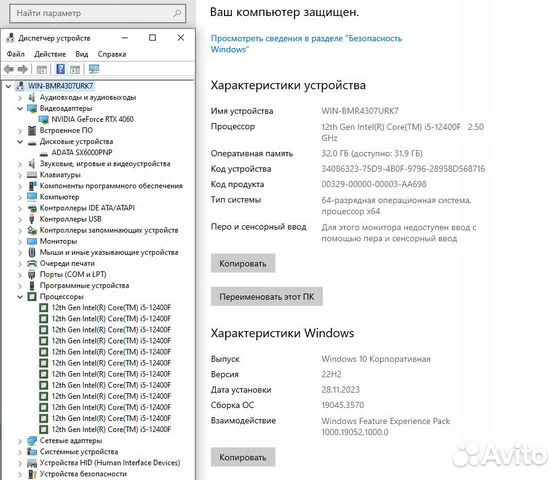 Найти параметр
Диспетчер устройств
Файл Действие Вид Справка
WIN-BMR4307URK7
Аудиовходы и аудиовыходы
Видеоадаптеры
NVIDIA GeForce RTX 4060
Встроенное ПО
Дисковые устройства
ADATA SX6000PNP
Звуковые, игровые и видеоустройства
Клавиатуры
Компоненты программного обеспечения
Компьютер
Контроллеры IDE ATA/ATAPI
Контроллеры USB
Контроллеры запоминающих устройств
Мониторы
Мыши и иные указывающие устройства
Очереди печати
Порты (COM и LPT)
Программные устройства
Процессоры
12th Gen Intel(R) Core(TM) i5-12400F
12th Gen Intel(R) Core(TM) i5-12400F
12th Gen Intel(R) Core(TM) i5-12400F
12th Gen Intel(R) Core(TM) i5-12400F
12th Gen Intel(R) Core(TM) i5-12400F
12th Gen Intel(R) Core(TM) i5-12400F
12th Gen Intel(R) Core(TM) i5-12400F
12th Gen Intel(R) Core(TM) i5-12400F
12th Gen Intel(R) Core(TM) i5-12400F
12th Gen Intel(R) Core(TM) i5-12400F
12th Gen Intel(R) Core(TM) i5-12400F
12th Gen Intel(R) Core(TM) i5-12400F
Сетевые адаптеры
Системные устройства
Устройства HID (Human Interface Devices)
Устройства безопасности
Ваш компьютер защищен.
Просмотреть сведения в разделе "Безопасность
Windows"
Характеристики устройства
Имя устройства WIN-BMR4307URK7
Процессор 12th Gen Intel(R) Core(TM) i5-12400F 2.50
GHz
Оперативная память 32.0 ГБ (доступно: 31.9 ГБ)
Код устройства 34086323-75D9-4B0F-9796-28958D568716
Код продукта 00329-00000-00003-AA698
Тип системы 64-разрядная операционная система,
процессор x64
Перо и сенсорный ввод Для этого монитора недоступен ввод с
помощью пера и сенсорный ввод
Копировать
Переименовать этот ПК
Характеристики Windows
Выпуск Windows 10 Корпоративная
Версия 22H2
Дата установки 28.11.2023
Сборка ОС 19045.3570
Взаимодействие Windows Feature Experience Pack
1000.19052.1000.0
Копировать
Avito